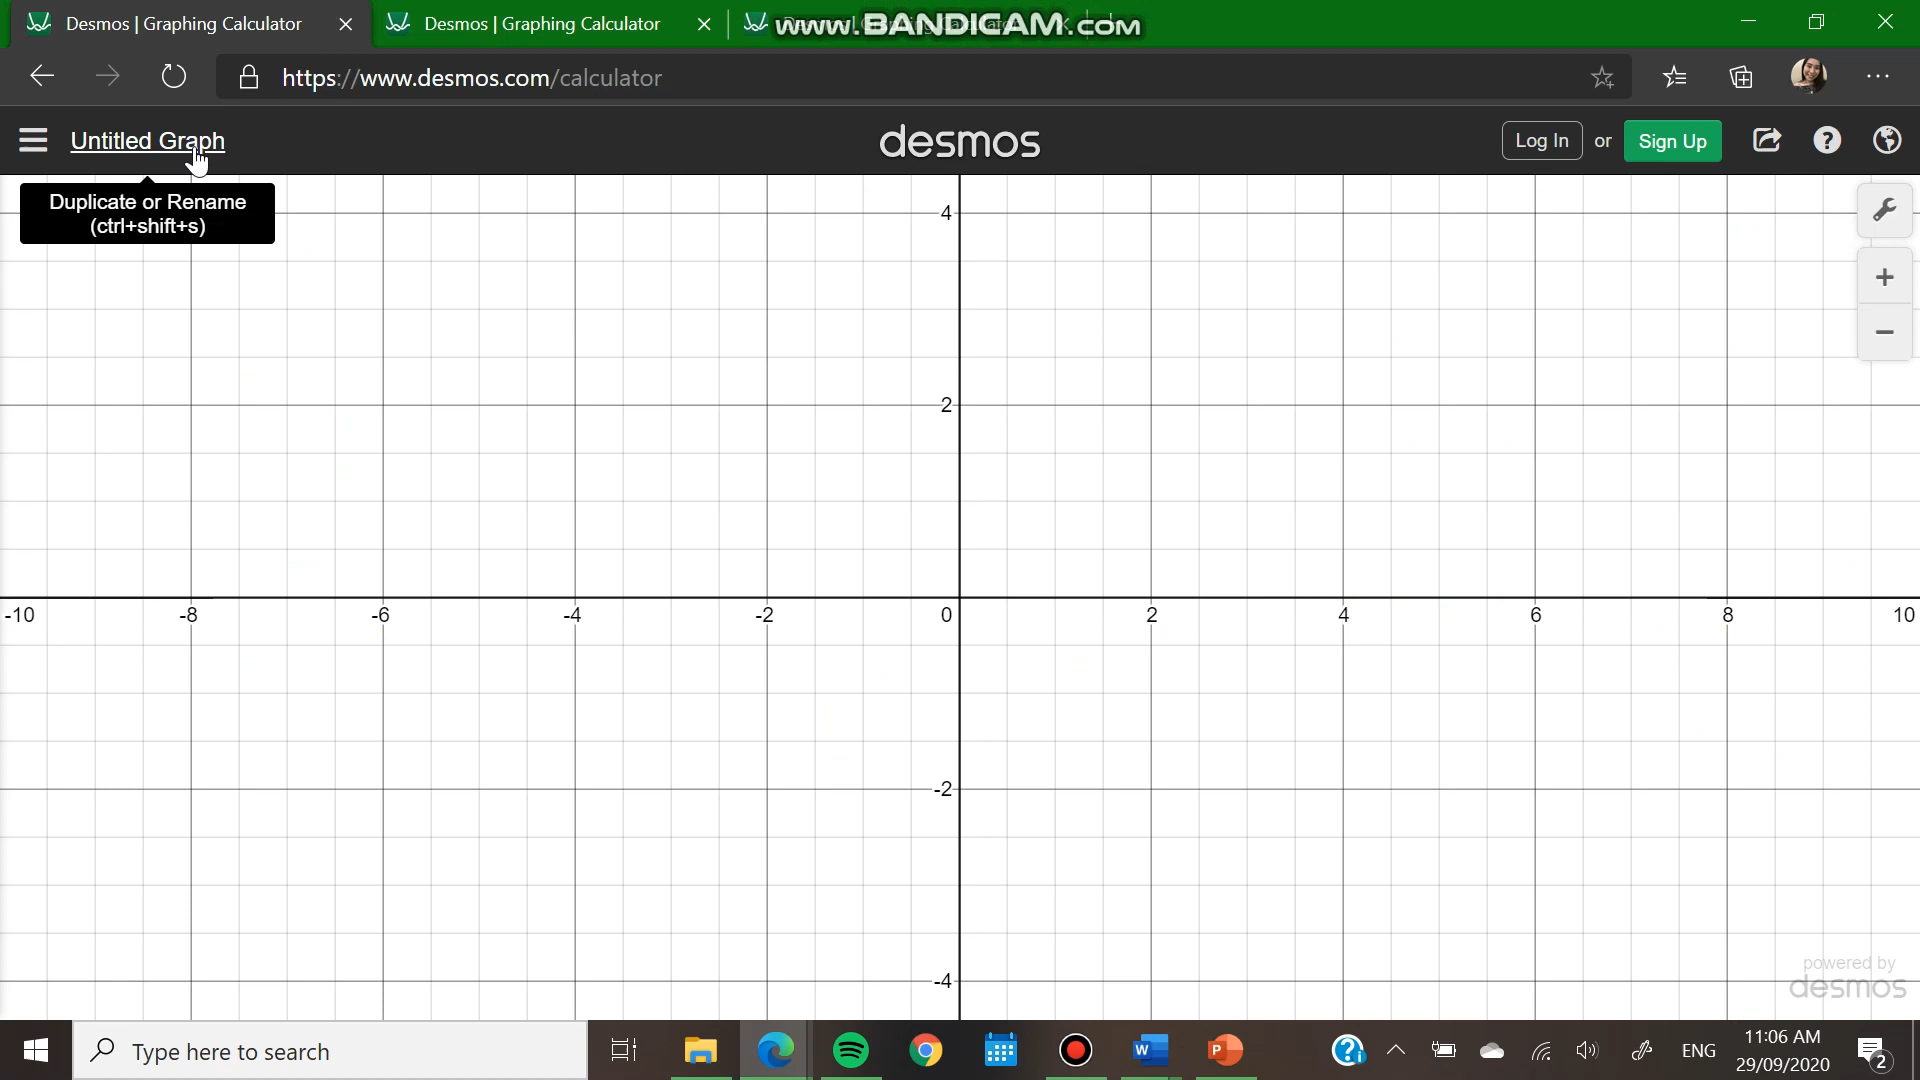 Desmos | Graphing Calculator
Desmos | Graphing Calculator
www.BANDICAM.com
https://www.desmos.com/calculator
Untitled Graph
desmos
Log In or Sign Up
Duplicate or Rename
(ctrl+shift+s)
4
2
-10 -8 -6 -4 -2 0 2 4 6 8 10
-2
-4
powered by
desmos
Type here to search
ENG
11:06 AM
29/09/2020
2